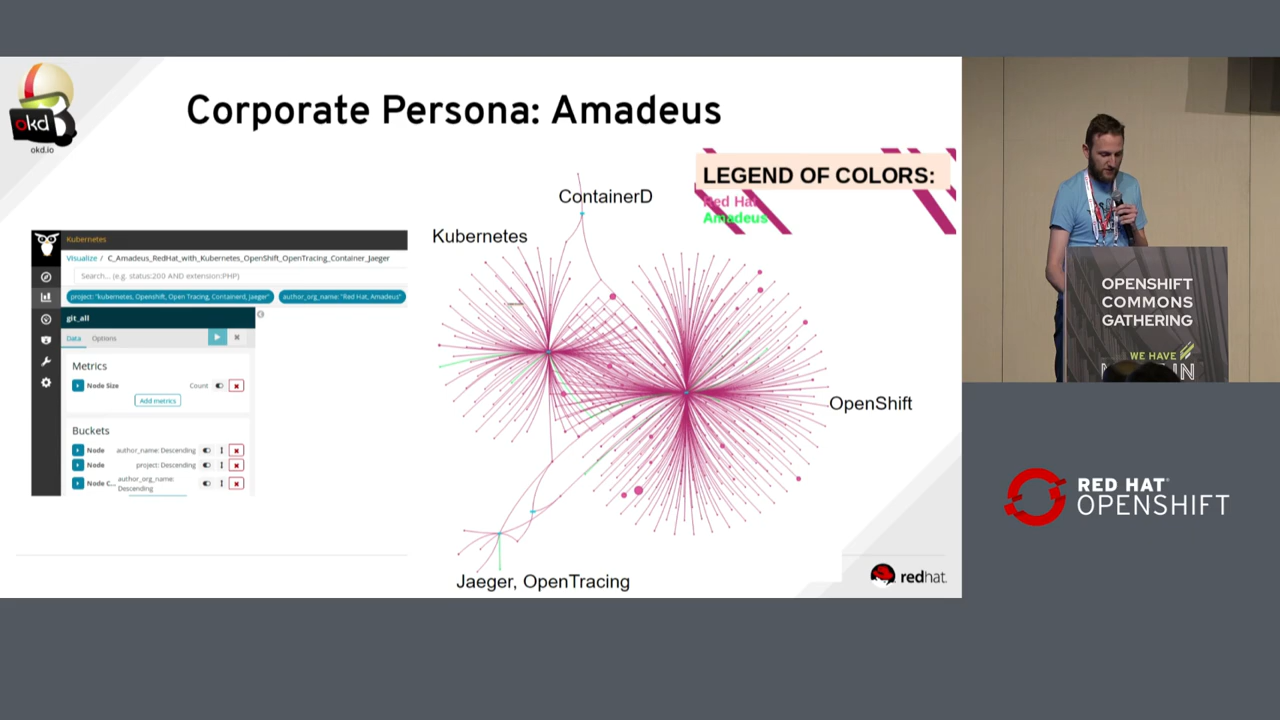 okd
okd.io
Corporate Persona: Amadeus
LEGEND OF COLORS:
Red Hat
Amadeus
ContainerD
Kubernetes
OpenShift
Jaeger, OpenTracing
Kubernetes
Visualize / C_Amadeus_RedHat_with_Kubernetes_OpenShift_OpenTracing_Container_Jaeger
Search... (e.g. status:200 AND extension:PHP)
project: "kubernetes, Openshift, Open Tracing, Containerd, Jaeger" author_org_name: "Red Hat, Amadeus"
git_all
Data Options
Metrics
Node Size Count
Add metrics
Buckets
Node author_name: Descending
Node project: Descending
Node C... author_org_name:
Descending
redhat.
OPENSHIFT
COMMONS
GATHERING
WE HAVE
RED HAT®
OPENSHIFT